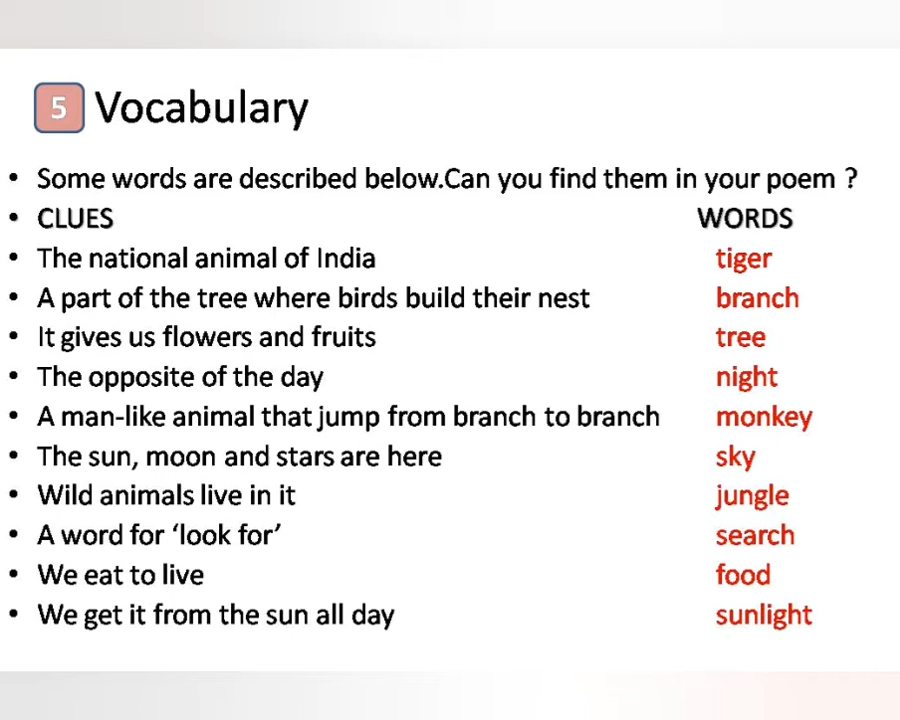 5 Vocabulary
• Some words are described below.Can you find them in your poem ?
• CLUES WORDS
• The national animal of India tiger
• A part of the tree where birds build their nest branch
• It gives us flowers and fruits tree
• The opposite of the day night
• A man-like animal that jump from branch to branch monkey
• The sun, moon and stars are here sky
• Wild animals live in it jungle
• A word for ‘look for’ search
• We eat to live food
• We get it from the sun all day sunlight